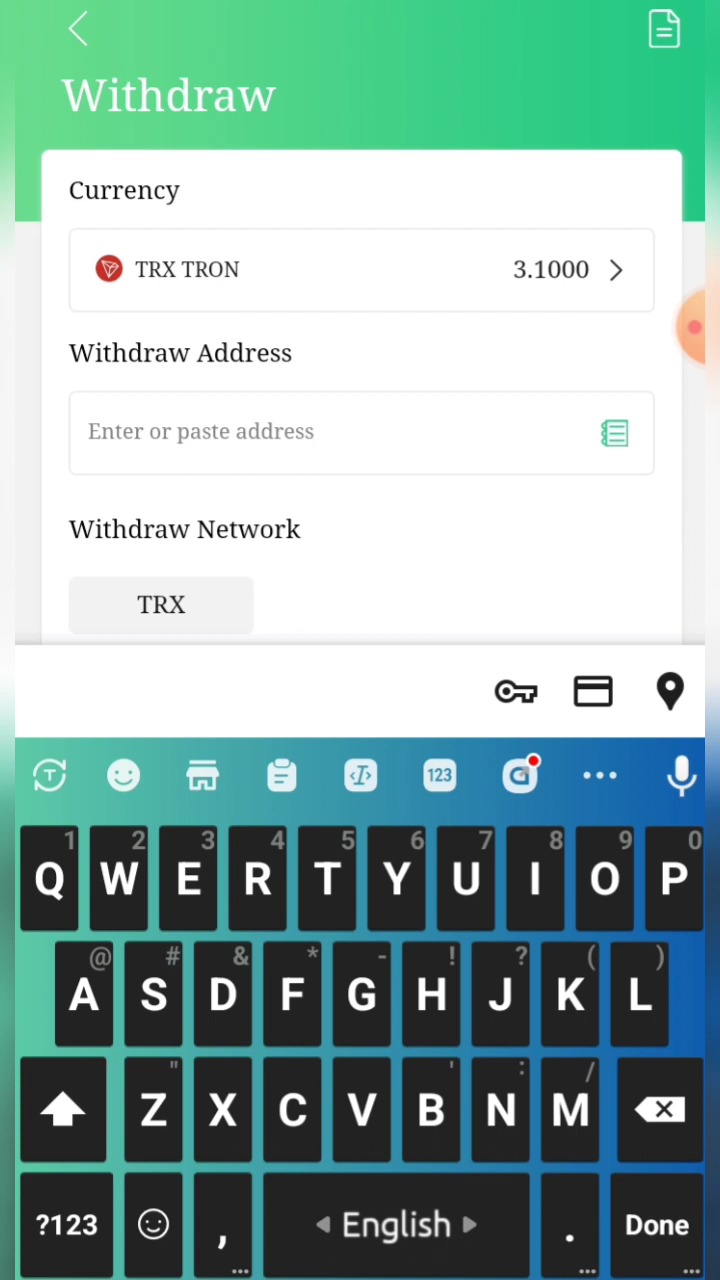 Withdraw
Currency
TRX TRON 3.1000
Withdraw Address
Enter or paste address
Withdraw Network
TRX
T I 123 G ...
1 2 3 4 5 6 7 8 9 0
Q W E R T Y U I O P
@ # & * - ! ? ( )
A S D F G H J K L
" ' : /
Z X C V B N M
?123 , English . Done
... ... ...